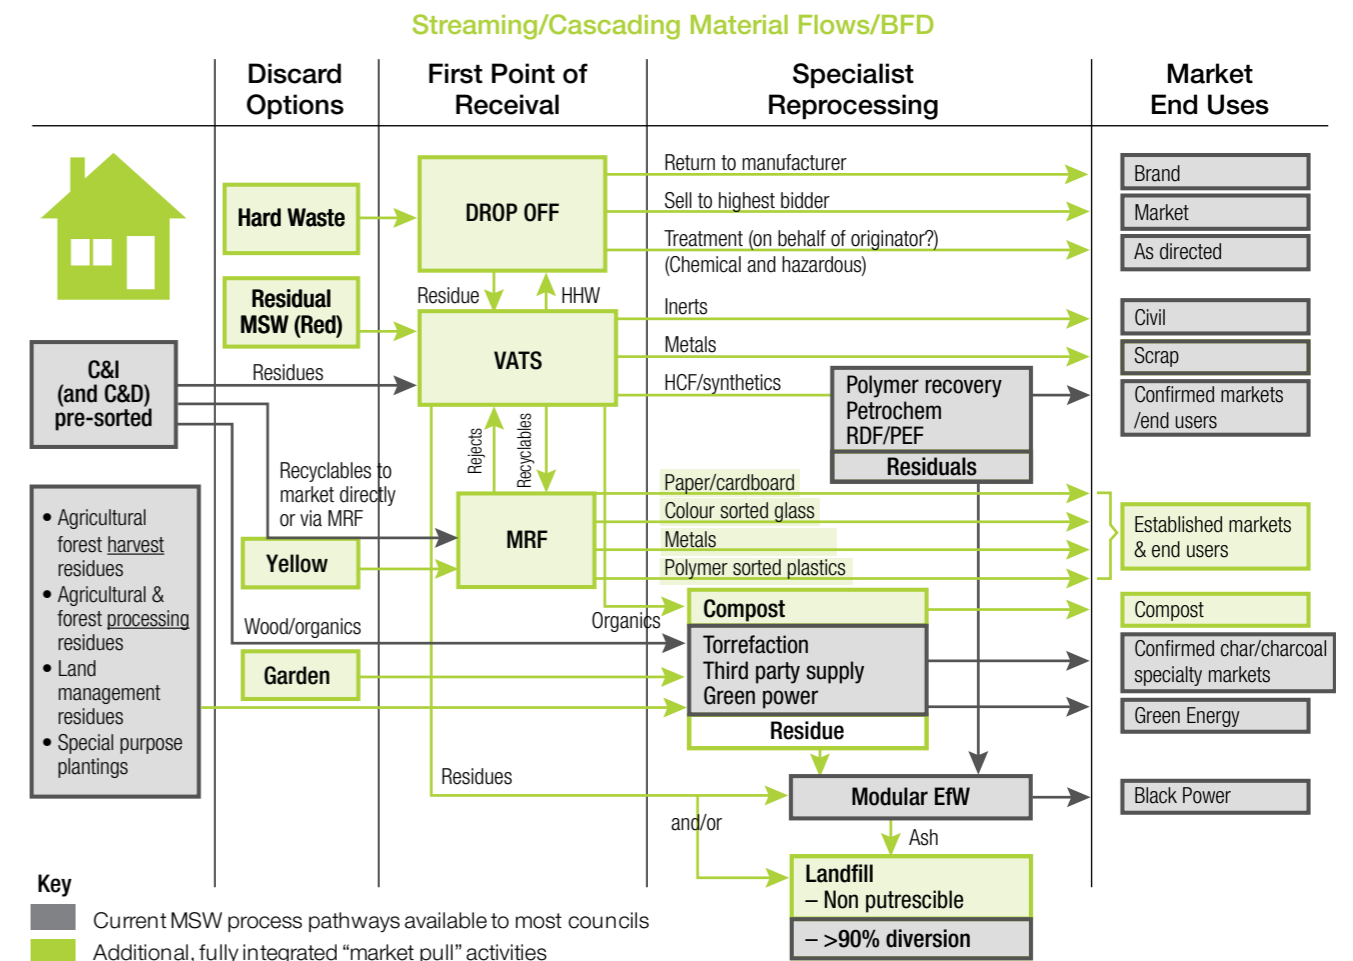 Streaming/Cascading Material Flows/BFD
Discard
Options
First Point of
Receival
Specialist
Reprocessing
Market
End Uses
Hard Waste
Residual
MSW (Red)
C&I
(and C&D)
pre-sorted
• Agricultural
forest harvest
residues
• Agricultural &
forest processing
residues
• Land
management
residues
• Special purpose
plantings
Residues
Recyclables to
market directly
or via MRF
Yellow
Wood/organics
Garden
DROP OFF
Residue
HHW
VATS
Rejects
Recyclables
MRF
Organics
Residues
and/or
Return to manufacturer
Sell to highest bidder
Treatment (on behalf of originator?)
(Chemical and hazardous)
Inerts
Metals
HCF/synthetics
Polymer recovery
Petrochem
RDF/PEF
Residuals
Paper/cardboard
Colour sorted glass
Metals
Polymer sorted plastics
Compost
Torrefaction
Third party supply
Green power
Residue
Modular EfW
Ash
Landfill
– Non putrescible
– >90% diversion
Brand
Market
As directed
Civil
Scrap
Confirmed markets
/end users
Established markets
& end users
Compost
Confirmed char/charcoal
specialty markets
Green Energy
Black Power
Key
Current MSW process pathways available to most councils
Additional, fully integrated “market pull” activities